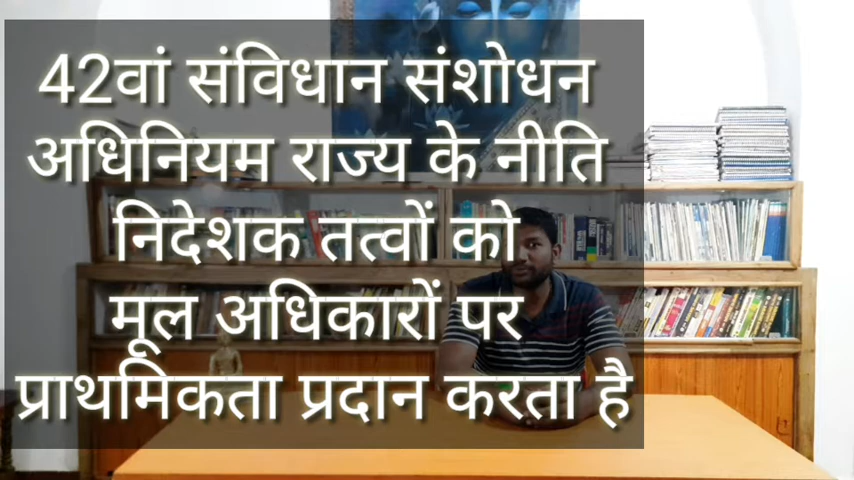 42वां संविधान संशोधन
अधिनियम राज्य के नीति
निदेशक तत्वों को
मूल अधिकारों पर
प्राथमिकता प्रदान करता है